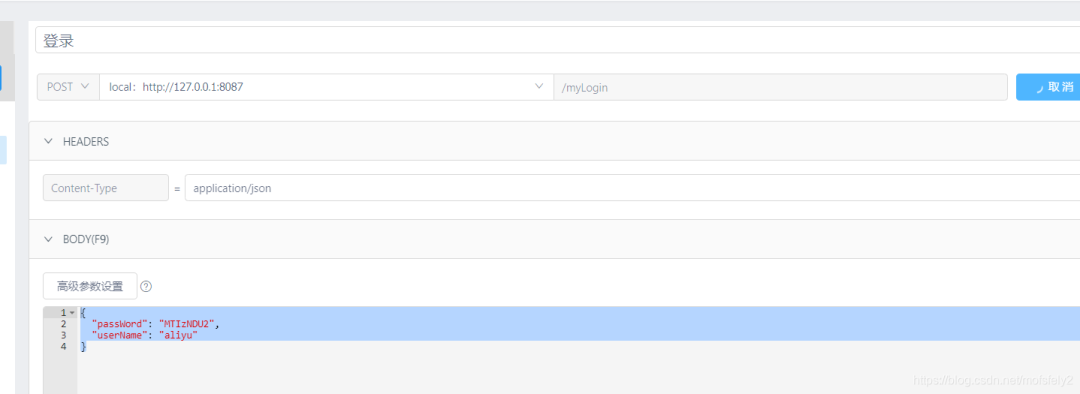 登录
POST local: http://127.0.0.1:8087 /myLogin 取 消
HEADERS
Content-Type = application/json
BODY(F9)
高级参数设置 ?
1 {
2 "passWord": "MTIzNDU2",
3 "userName": "aliyu"
4 }
https://blog.csdn.net/mofsfely2